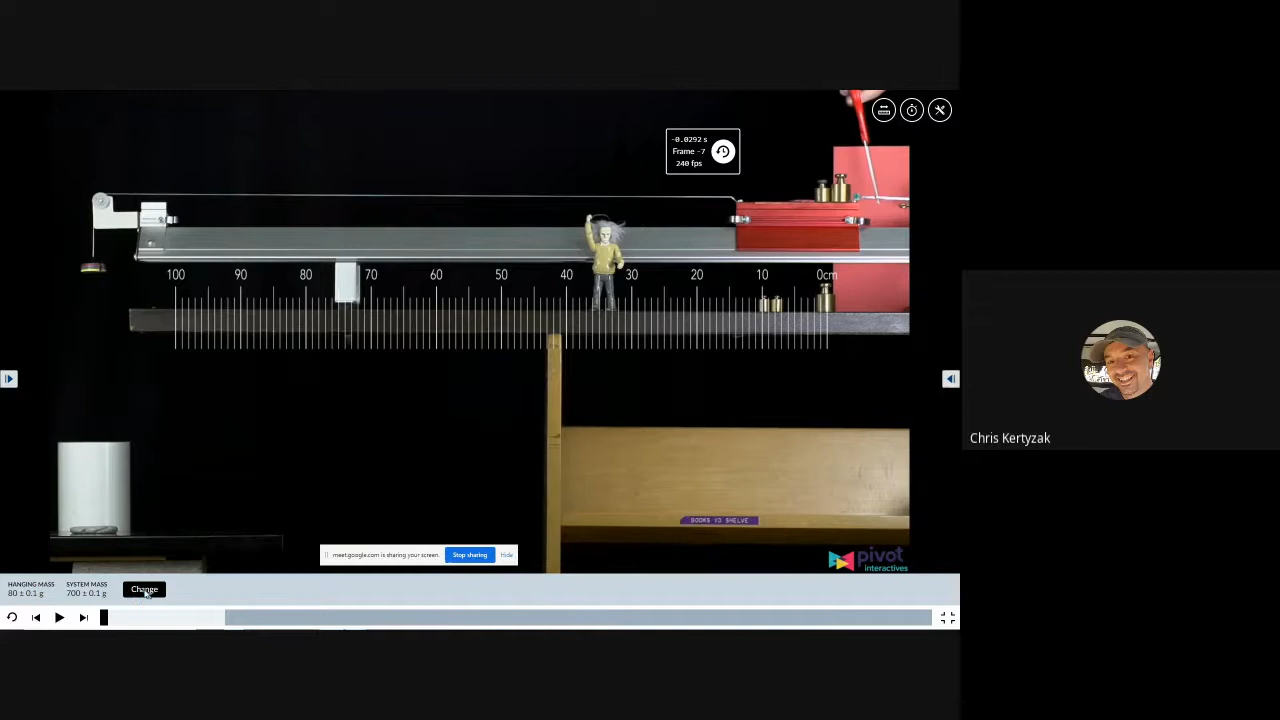 -0.0292 s
Frame -7
240 fps
100 90 80 70 60 50 40 30 20 10 0cm
Chris Kertyzak
BOOKS TO SHELVE
meet.google.com is sharing your screen. Stop sharing Hide
pivot
interactives
HANGING MASS SYSTEM MASS
80 ± 0.1 g 700 ± 0.1 g Change